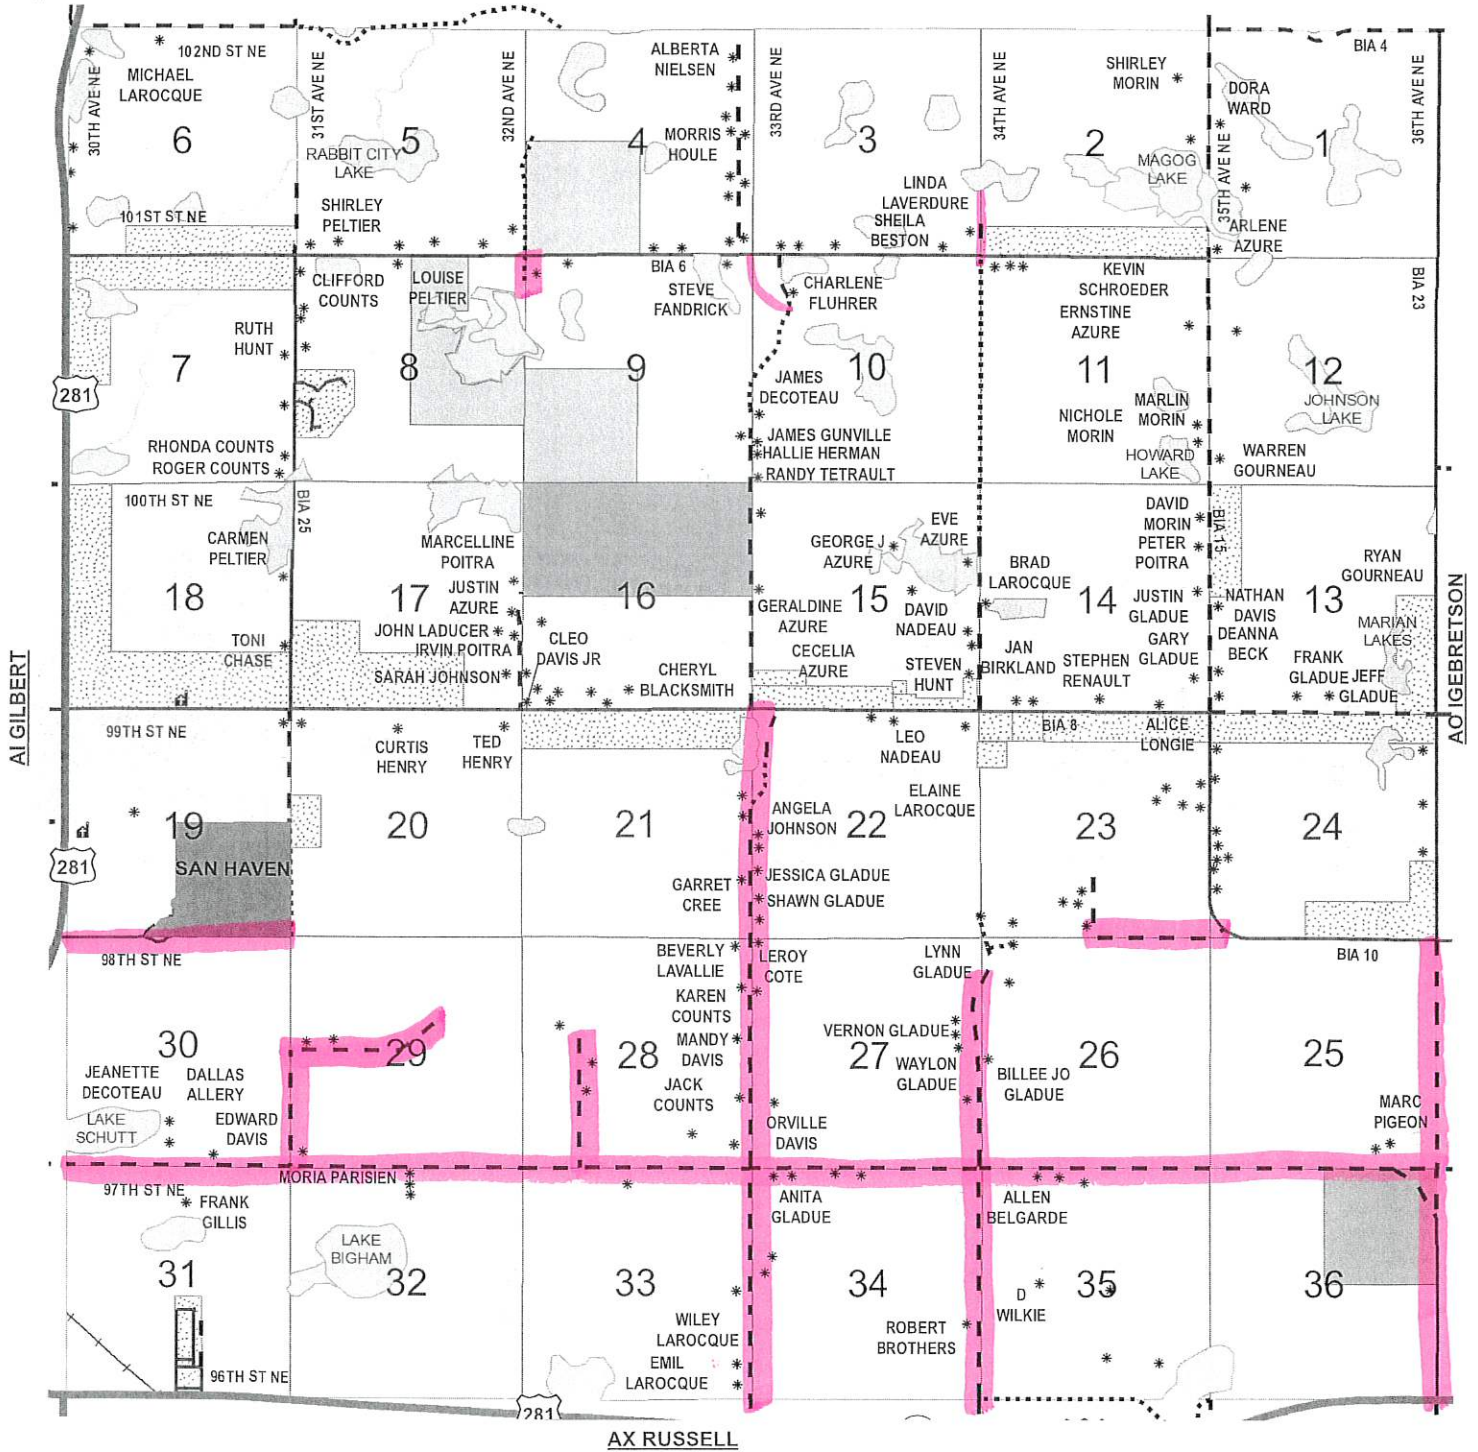 102ND ST NE
BIA 4
30TH AVE NE
31ST AVE NE
32ND AVE NE
33RD AVE NE
34TH AVE NE
35TH AVE NE
36TH AVE NE
MICHAEL
LAROCQUE
ALBERTA
NIELSEN
SHIRLEY
MORIN
DORA
WARD
6
5
4
3
2
1
RABBIT CITY
LAKE
MORRIS
HOULE
MAGOG
LAKE
LINDA
LAVERDURE
SHIRLEY
PELTIER
101ST ST NE
SHEILA
BESTON
ARLENE
AZURE
BIA 6
CLIFFORD
COUNTS
LOUISE
PELTIER
STEVE
FANDRICK
CHARLENE
FLUHRER
KEVIN
SCHROEDER
ERNSTINE
AZURE
BIA 23
RUTH
HUNT
7
8
9
10
11
12
281
JAMES
DECOTEAU
MARLIN
MORIN
NICHOLE
MORIN
JOHNSON
LAKE
RHONDA COUNTS
ROGER COUNTS
JAMES GUNVILLE
HALLIE HERMAN
RANDY TETRAULT
HOWARD
LAKE
WARREN
GOURNEAU
100TH ST NE
BIA 25
BIA 15
CARMEN
PELTIER
MARCELLINE
POITRA
GEORGE J
AZURE
EVE
AZURE
DAVID
MORIN
PETER
POITRA
BRAD
LAROCQUE
RYAN
GOURNEAU
JUSTIN
AZURE
18
17
16
15
14
13
JOHN LADUCER
IRVIN POITRA
GERALDINE
AZURE
DAVID
NADEAU
JUSTIN
GLADUE
GARY
GLADUE
NATHAN
DAVIS
DEANNA
BECK
MARIAN
LAKES
TONI
CHASE
CLEO
DAVIS JR
CECELIA
AZURE
JAN
BIRKLAND
SARAH JOHNSON
CHERYL
BLACKSMITH
STEVEN
HUNT
STEPHEN
RENAULT
FRANK
GLADUE
JEFF
GLADUE
AI GILBERT
AO IGEBRETSON
99TH ST NE
CURTIS
HENRY
TED
HENRY
LEO
NADEAU
BIA 8
ALICE
LONGIE
ELAINE
LAROCQUE
ANGELA
JOHNSON
19
20
21
22
23
24
281
SAN HAVEN
GARRET
CREE
JESSICA GLADUE
SHAWN GLADUE
98TH ST NE
BEVERLY
LAVALLIE
LEROY
COTE
LYNN
GLADUE
BIA 10
KAREN
COUNTS
30
29
28
27
26
25
MANDY
DAVIS
VERNON GLADUE
WAYLON
GLADUE
BILLEE JO
GLADUE
JEANETTE
DECOTEAU
DALLAS
ALLERY
JACK
COUNTS
MARC
PIGEON
LAKE
SCHUTT
EDWARD
DAVIS
ORVILLE
DAVIS
MORIA PARISIEN
97TH ST NE
FRANK
GILLIS
ANITA
GLADUE
ALLEN
BELGARDE
LAKE
BIGHAM
31
32
33
34
35
36
D
WILKIE
WILEY
LAROCQUE
ROBERT
BROTHERS
EMIL
LAROCQUE
96TH ST NE
281
AX RUSSELL